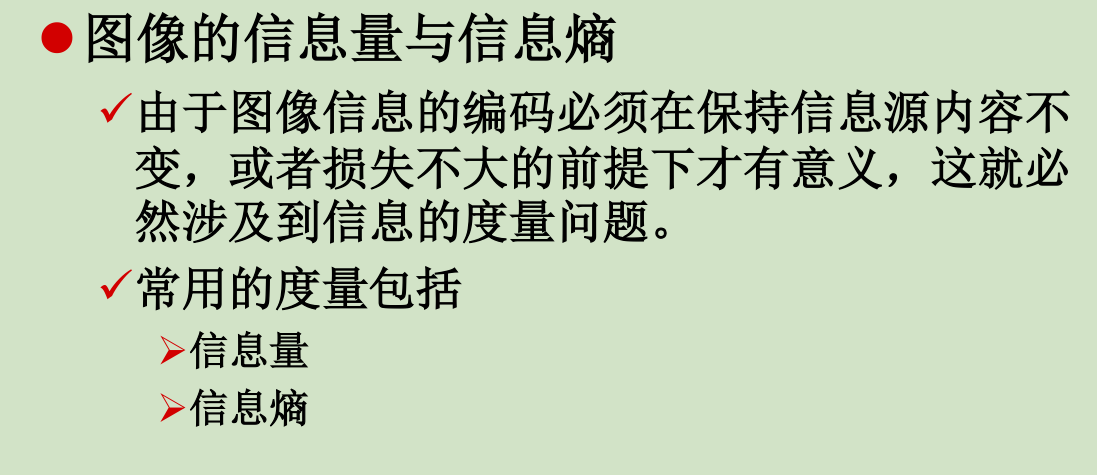 图像的信息量与信息熵
由于图像信息的编码必须在保持信息源内容不
变，或者损失不大的前提下才有意义，这就必
然涉及到信息的度量问题。
常用的度量包括
信息量
信息熵